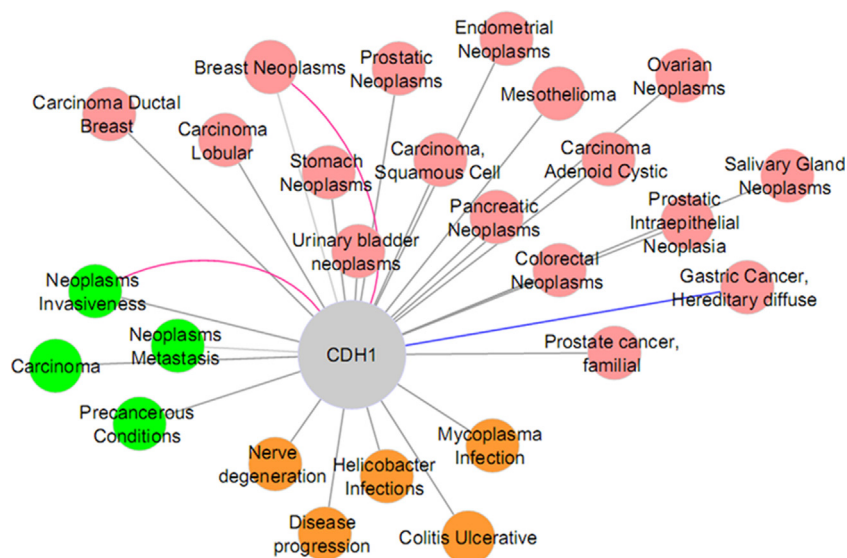 Endometrial
Neoplasms
Breast Neoplasms
Prostatic
Neoplasms
Ovarian
Neoplasms
Mesothelioma
Carcinoma Ductal
Breast
Carcinoma
Lobular
Stomach
Neoplasms
Carcinoma,
Squamous Cell
Carcinoma
Adenoid Cystic
Salivary Gland
Neoplasms
Pancreatic
Neoplasms
Prostatic
Intraepithelial
Neoplasia
Urinary bladder
neoplasms
Colorectal
Neoplasms
Gastric Cancer,
Hereditary diffuse
Neoplasms
Invasiveness
Neoplasms
Metastasis
CDH1
Prostate cancer,
familial
Carcinoma
Precancerous
Conditions
Mycoplasma
Infection
Nerve
degeneration
Helicobacter
Infections
Disease
progression
Colitis Ulcerative